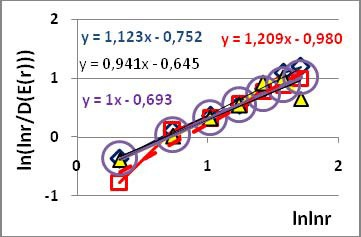 2
y = 1,123x - 0,752
y = 1,209x - 0,980
y = 0,941x - 0,645
1
y = 1x - 0,693
ln(lnr/D(E(r)))
0
0
1
2
-1
lnlnr